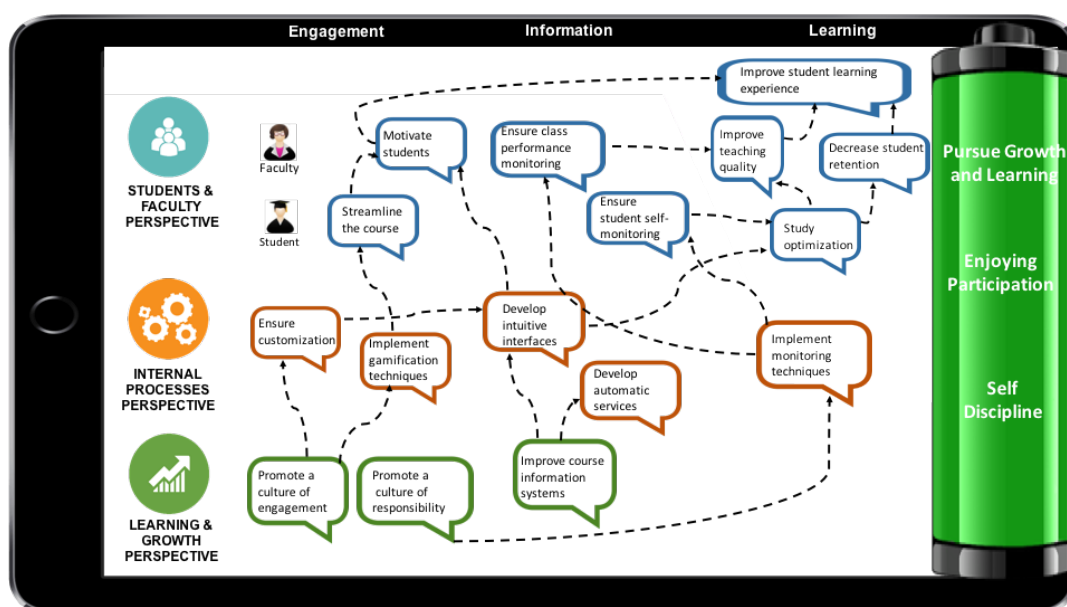 Engagement
Information
Learning
Improve student learning
experience
STUDENTS &
FACULTY
PERSPECTIVE
Faculty
Student
Motivate
students
Ensure class
performance
monitoring
Improve
teaching
quality
Decrease student
retention
Streamline
the course
Ensure
student self-
monitoring
Study
optimization
INTERNAL
PROCESSES
PERSPECTIVE
Ensure
customization
Implement
gamification
techniques
Develop
intuitive
interfaces
Develop
automatic
services
Implement
monitoring
techniques
LEARNING &
GROWTH
PERSPECTIVE
Promote a
culture of
engagement
Promote a
culture of
responsibility
Improve course
information
systems
Pursue Growth
and Learning
Enjoying
Participation
Self
Discipline